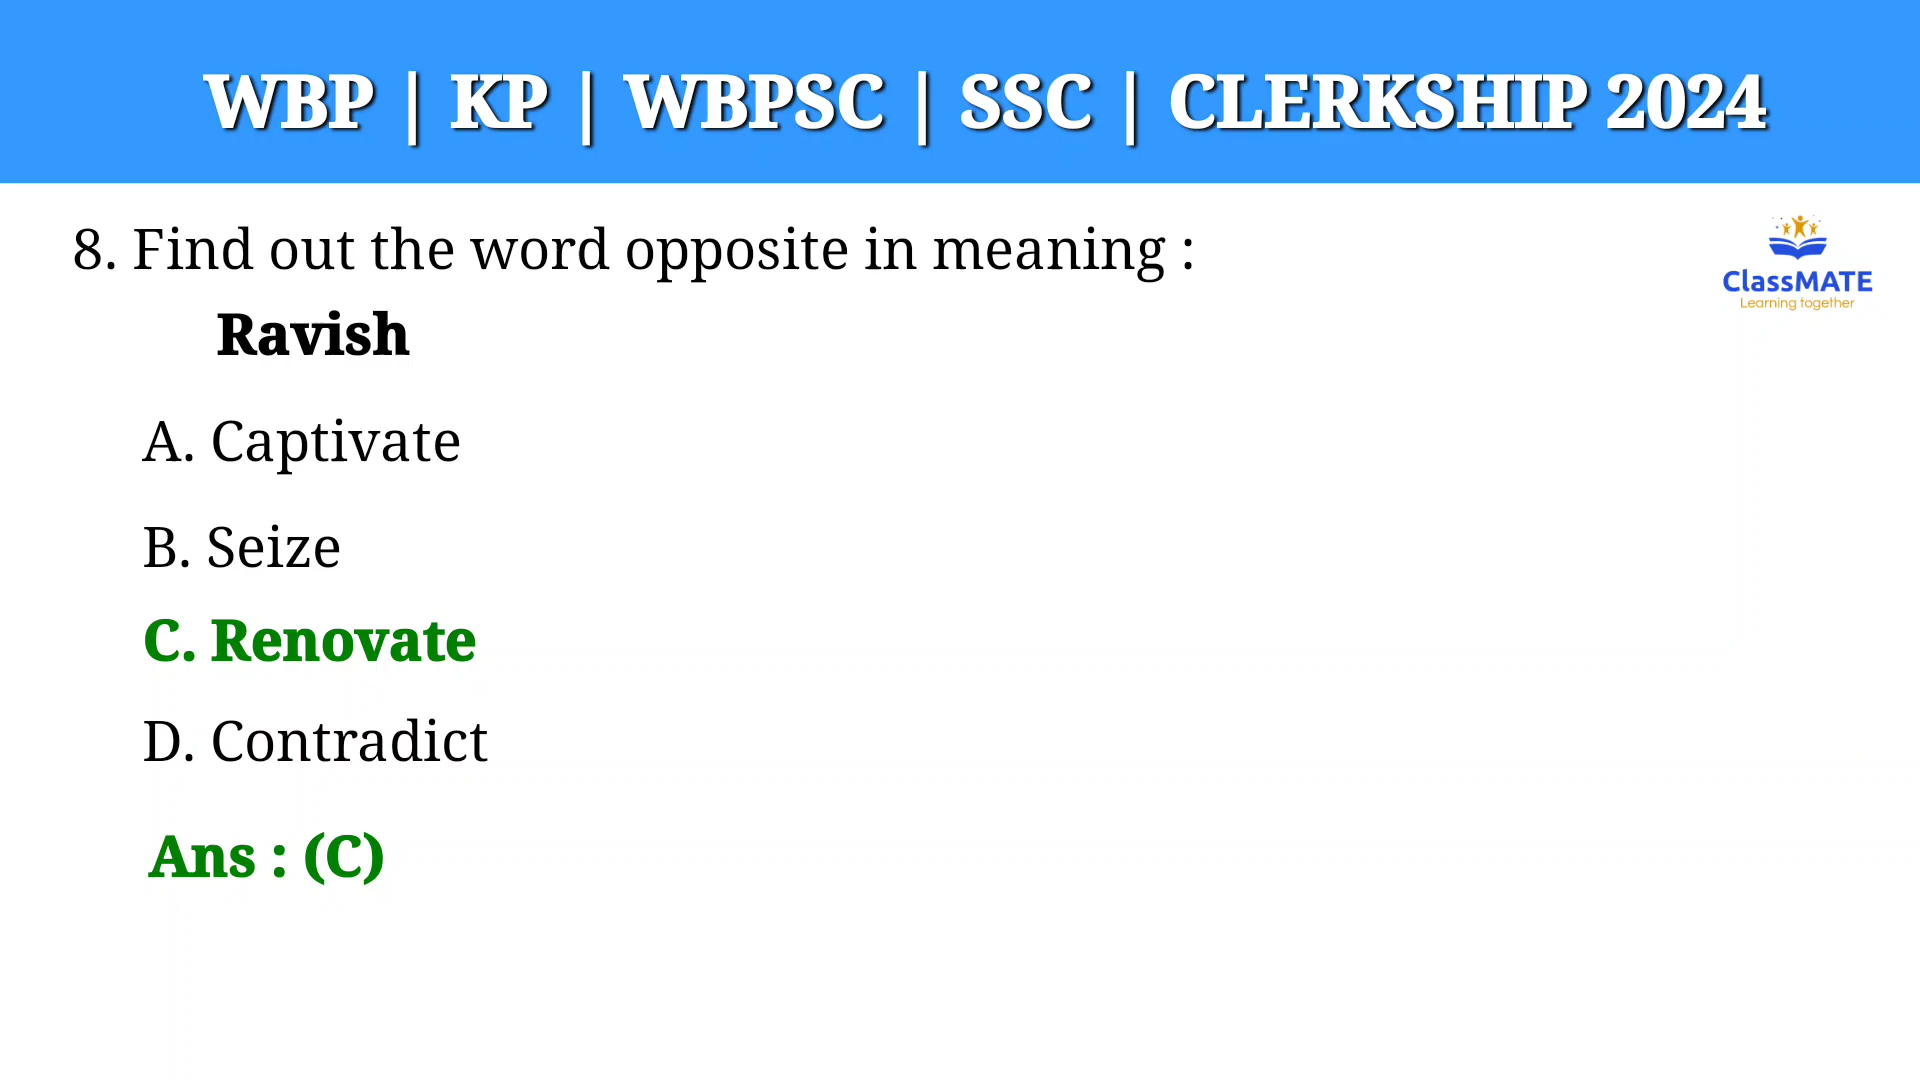 WBP | KP | WBPSC | SSC | CLERKSHIP 2024
8. Find out the word opposite in meaning :
ClassMATE
Learning together
Ravish
A. Captivate
B. Seize
C. Renovate
D. Contradict
Ans : (C)